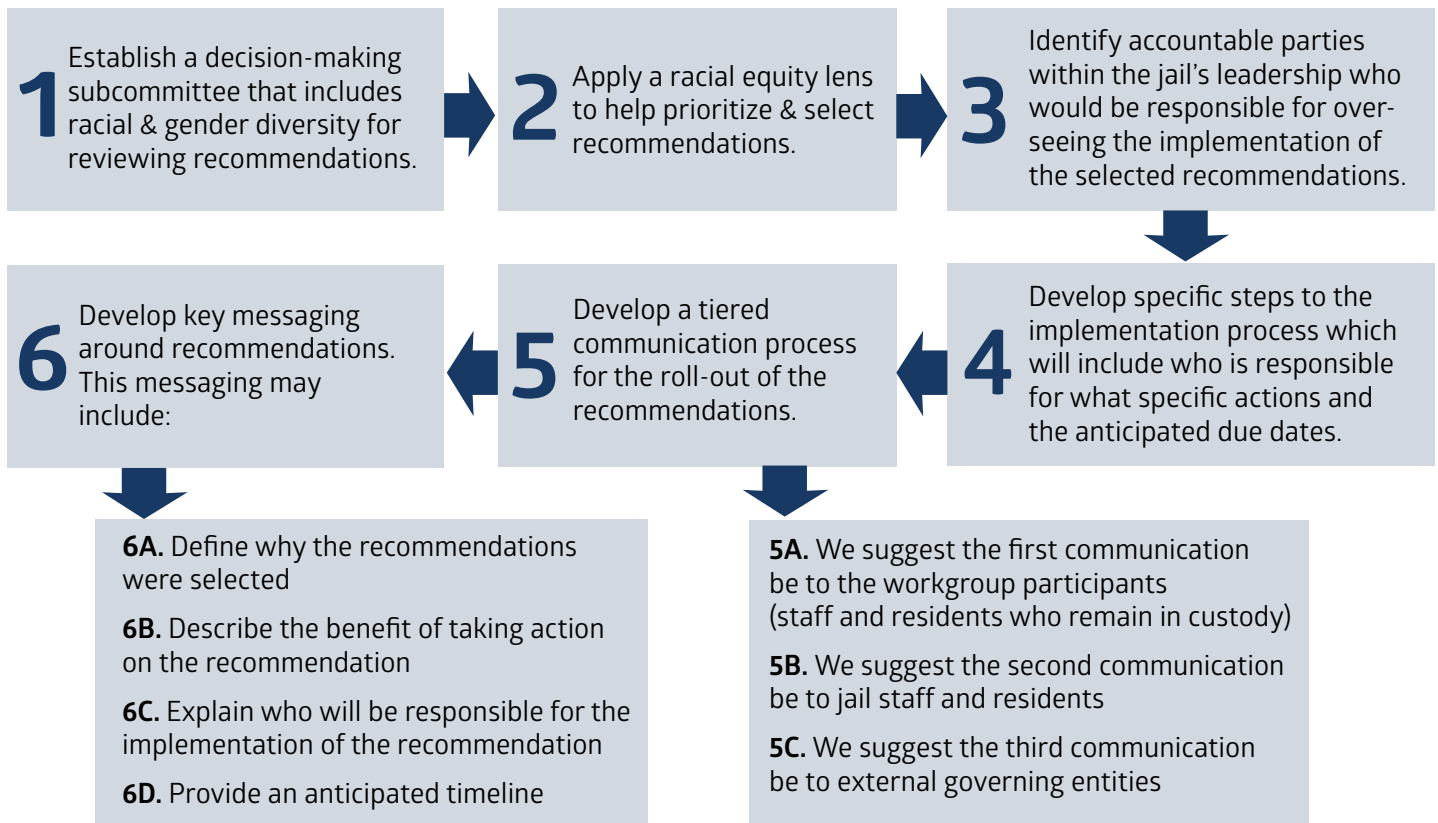 1
Establish a decision-making
subcommittee that includes
racial & gender diversity for
reviewing recommendations.
2
Apply a racial equity lens
to help prioritize & select
recommendations.
3
Identify accountable parties
within the jail's leadership who
would be responsible for over-
seeing the implementation of
the selected recommendations.
4
Develop specific steps to the
implementation process which
will include who is responsible
for what specific actions and
the anticipated due dates.
5
Develop a tiered
communication process
for the roll-out of the
recommendations.
5A. We suggest the first communication
be to the workgroup participants
(staff and residents who remain in custody)
5B. We suggest the second communication
be to jail staff and residents
5C. We suggest the third communication
be to external governing entities
6
Develop key messaging
around recommendations.
This messaging may
include:
6A. Define why the recommendations
were selected
6B. Describe the benefit of taking action
on the recommendation
6C. Explain who will be responsible for the
implementation of the recommendation
6D. Provide an anticipated timeline